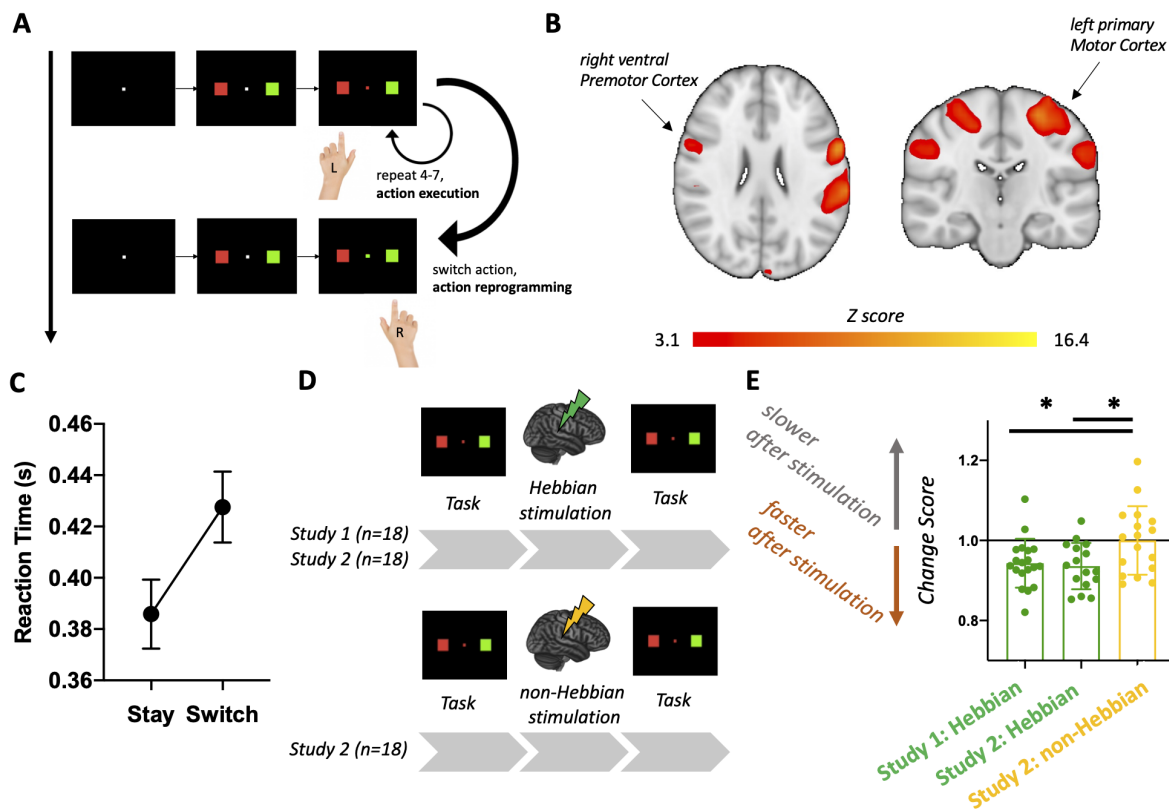 A
L
repeat 4-7,
action execution
switch action,
action reprogramming
R
B
right ventral
Premotor Cortex
left primary
Motor Cortex
Z score
3.1
16.4
C
Reaction Time (s)
0.46
0.44
0.42
0.40
0.38
0.36
Stay
Switch
D
Task
Hebbian
stimulation
Task
Study 1 (n=18)
Study 2 (n=18)
Task
non-Hebbian
stimulation
Task
Study 2 (n=18)
E
slower
after stimulation
faster
after stimulation
Change Score
* *
1.2
1.0
0.8
Study 1: Hebbian
Study 2: Hebbian
Study 2: non-Hebbian